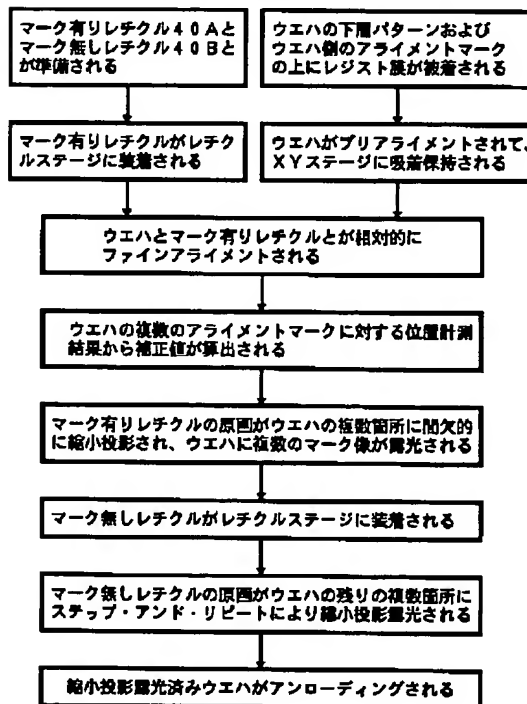 マーク有りレチクル40Aと
マーク無しレチクル40Bと
が準備される
ウエハの下層パターンおよび
ウエハ側のアライメントマーク
の上にレジスト膜が被着される
マーク有りレチクルがレチク
ルステージに装着される
ウエハがプリアライメントされて、
XYステージに吸着保持される
ウエハとマーク有りレチクルとが相対的に
ファインアライメントされる
ウエハの複数のアライメントマークに対する位置計測
結果から補正値が算出される
マーク有りレチクルの原画がウエハの複数箇所に間欠的
に縮小投影され、ウエハに複数のマーク像が露光される
マーク無しレチクルがレチクルステージに装着される
マーク無しレチクルの原画がウエハの残りの複数箇所に
ステップ・アンド・リピートにより縮小投影露光される
縮小投影露光済みウエハがアンローディングされる